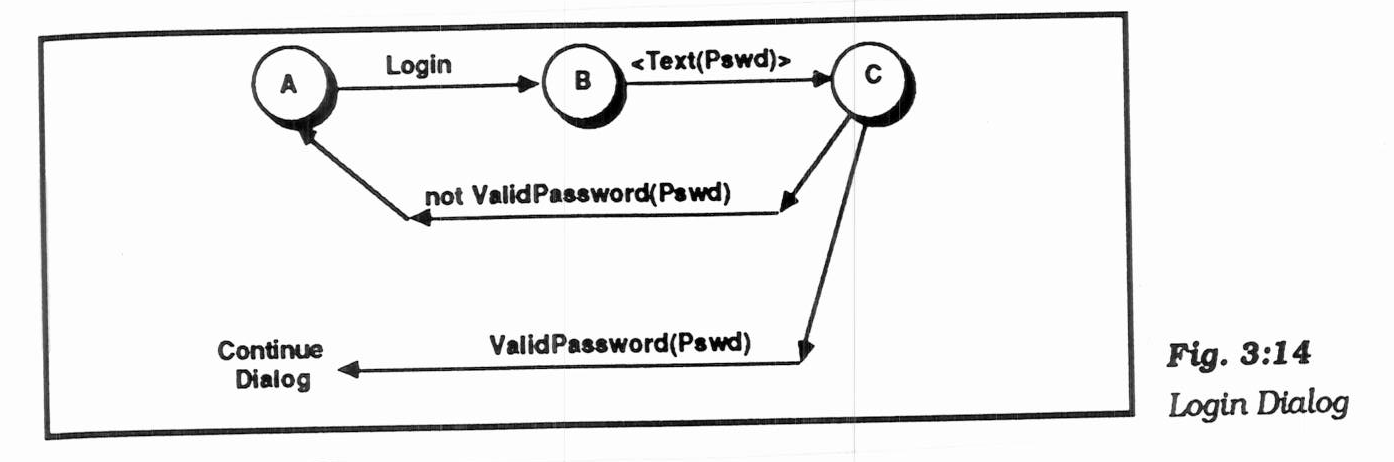 A
Login
B
<Text(Pswd)>
C
not ValidPassword(Pswd)
ValidPassword(Pswd)
Continue
Dialog
Fig. 3:14
Login Dialog